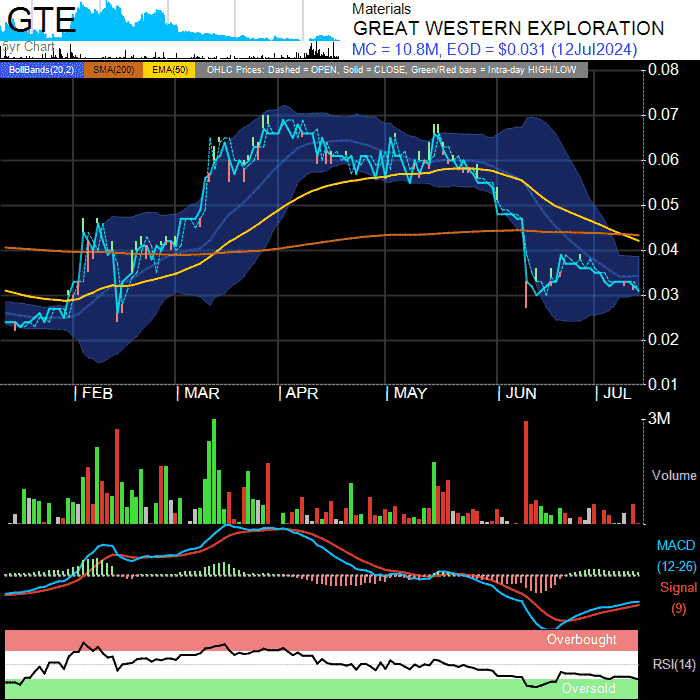 GTE
5yr Chart
Materials
GREAT WESTERN EXPLORATION
MC = 10.8M, EOD = $0.031 (12Jul2024)
BollBands(20,2) SMA(200) EMA(50) OHLC Prices: Dashed = OPEN, Solid = CLOSE, Green/Red bars = Intra-day HIGH/LOW
0.08
0.07
0.06
0.05
0.04
0.03
0.02
0.01
| FEB | MAR | APR | MAY | JUN | JUL
3M
Volume
MACD
(12-26)
Signal
(9)
Overbought
RSI(14)
Oversold